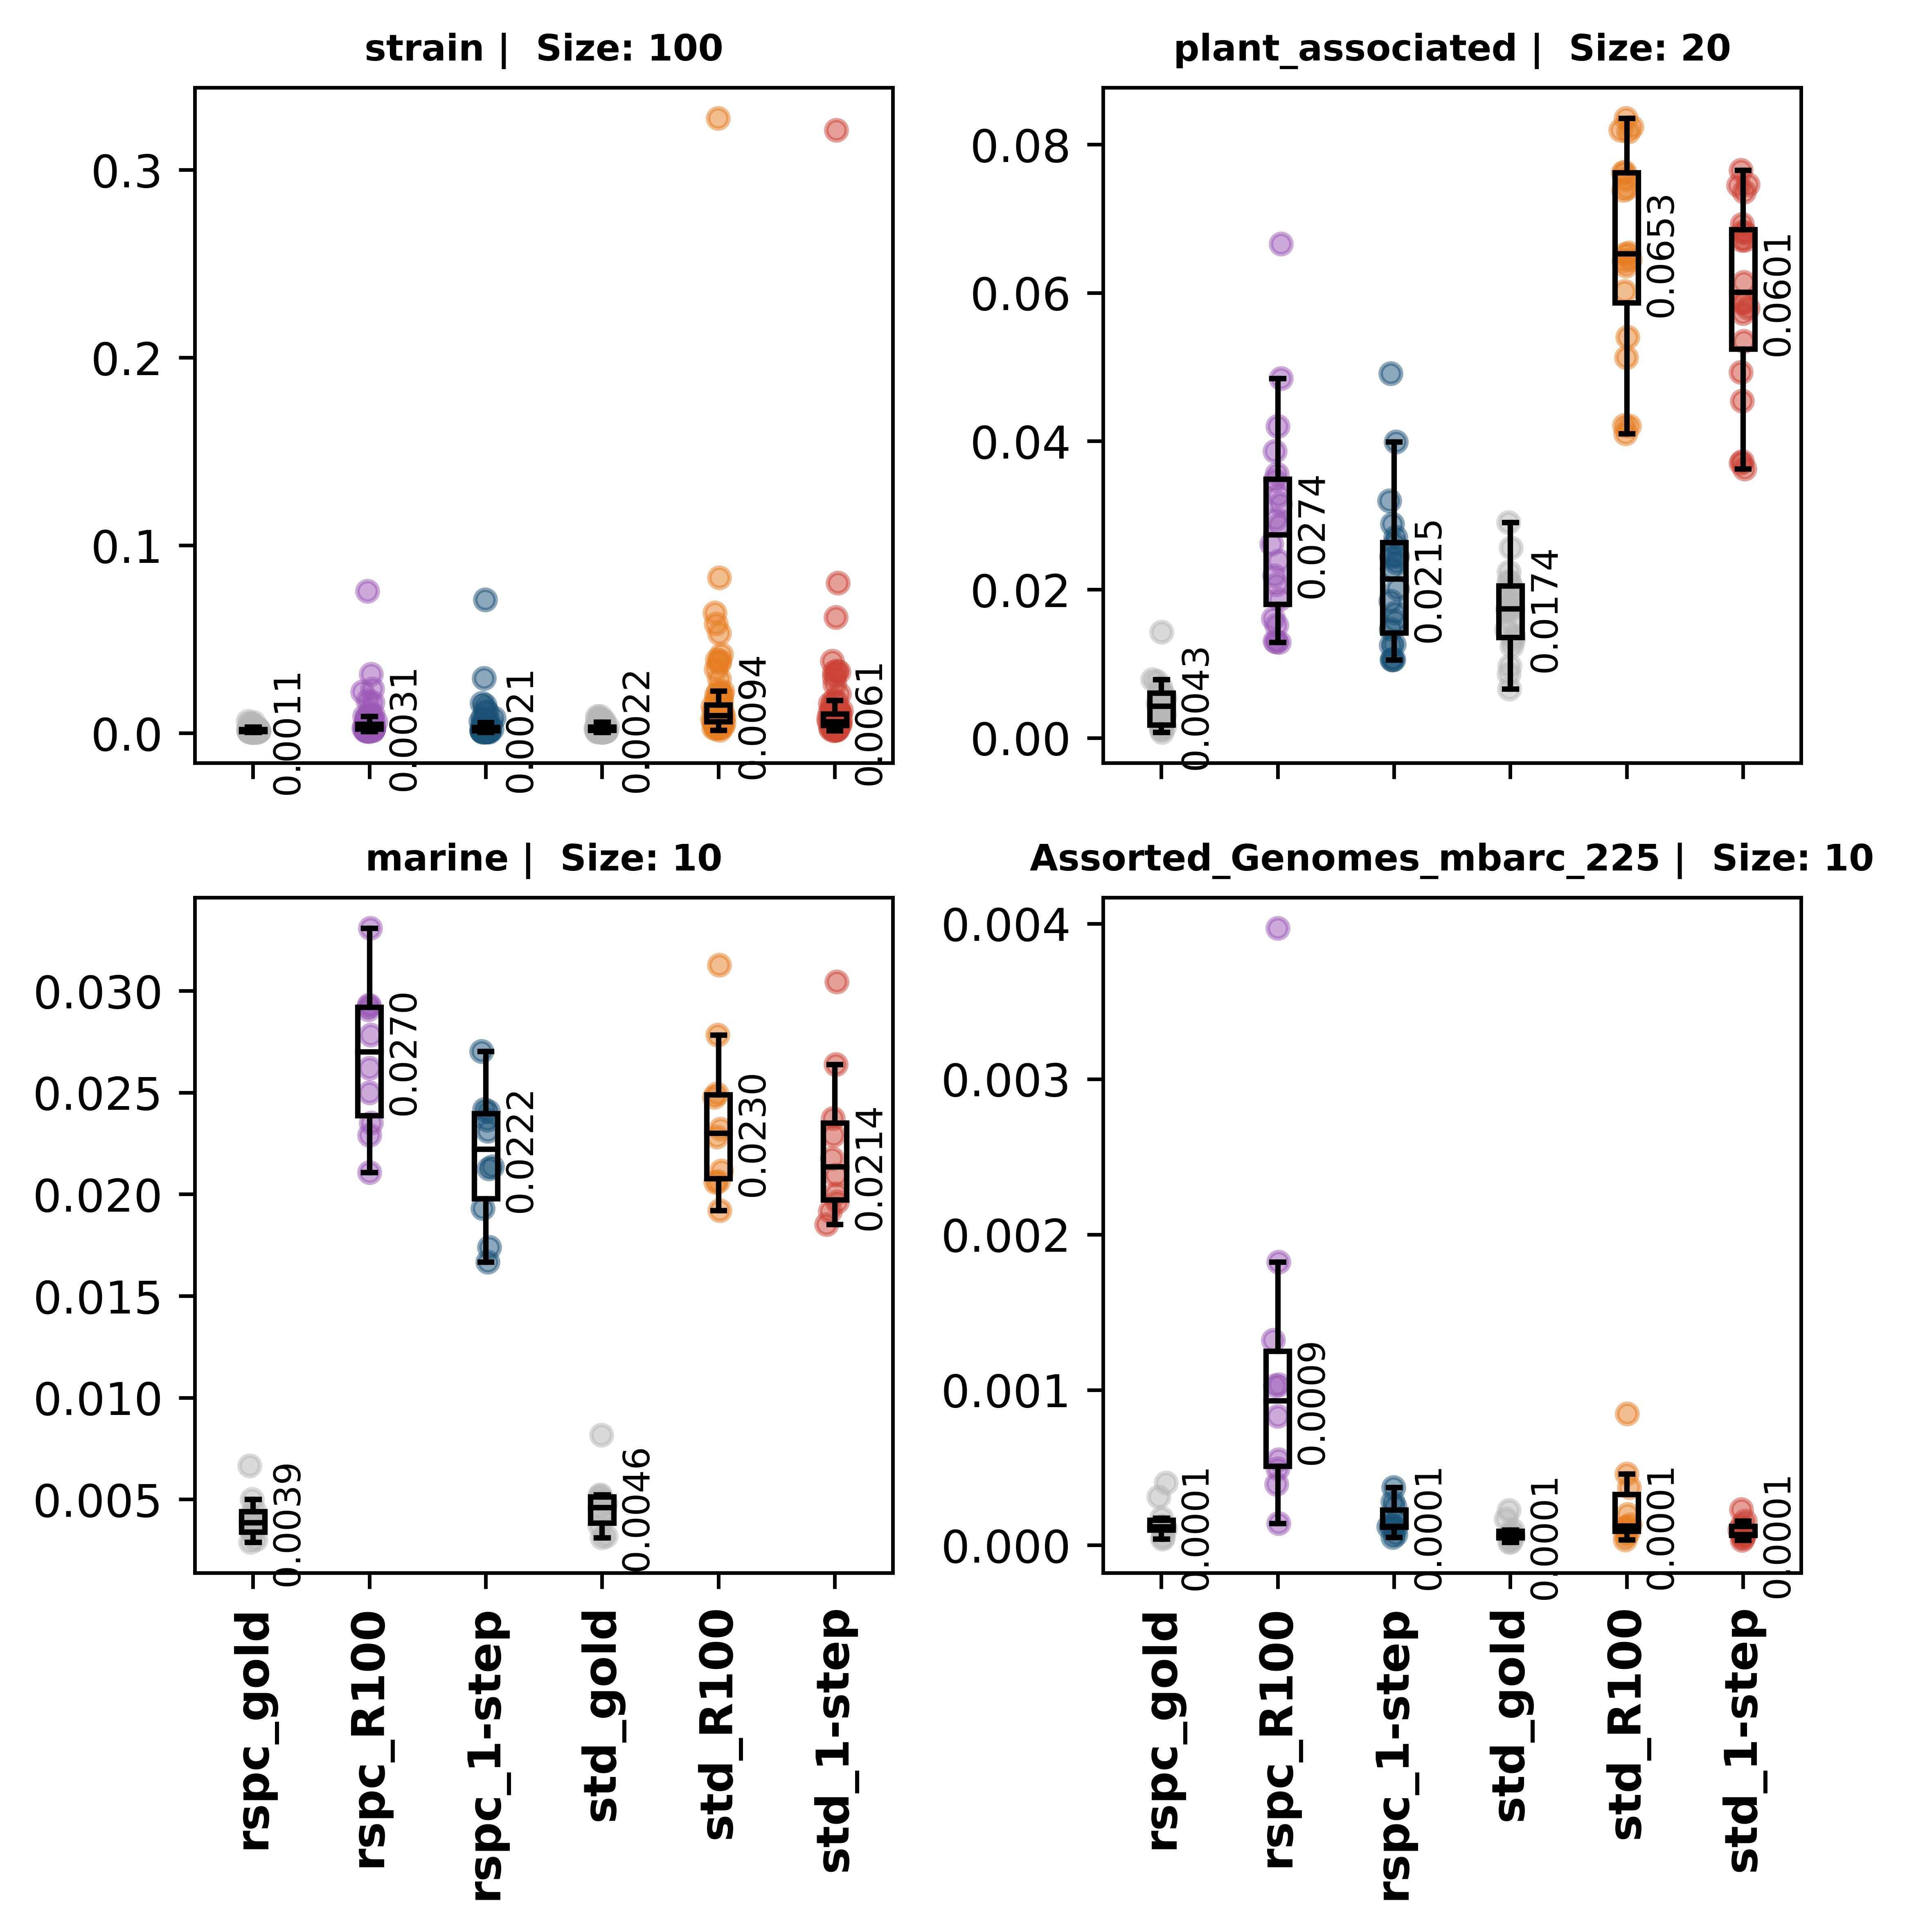 strain |  Size: 100
0.3
0.2
0.1
0.0
0.0011
0.0031
0.0021
0.0022
0.0094
0.0061
plant_associated |  Size: 20
0.08
0.06
0.04
0.02
0.00
0.0043
0.0274
0.0215
0.0174
0.0653
0.0601
marine |  Size: 10
0.030
0.025
0.020
0.015
0.010
0.005
0.0039
0.0270
0.0222
0.0046
0.0230
0.0214
rspc_gold
rspc_R100
rspc_1-step
std_gold
std_R100
std_1-step
Assorted_Genomes_mbarc_225 |  Size: 10
0.004
0.003
0.002
0.001
0.000
0.0001
0.0009
0.0001
0.0001
0.0001
0.0001
rspc_gold
rspc_R100
rspc_1-step
std_gold
std_R100
std_1-step